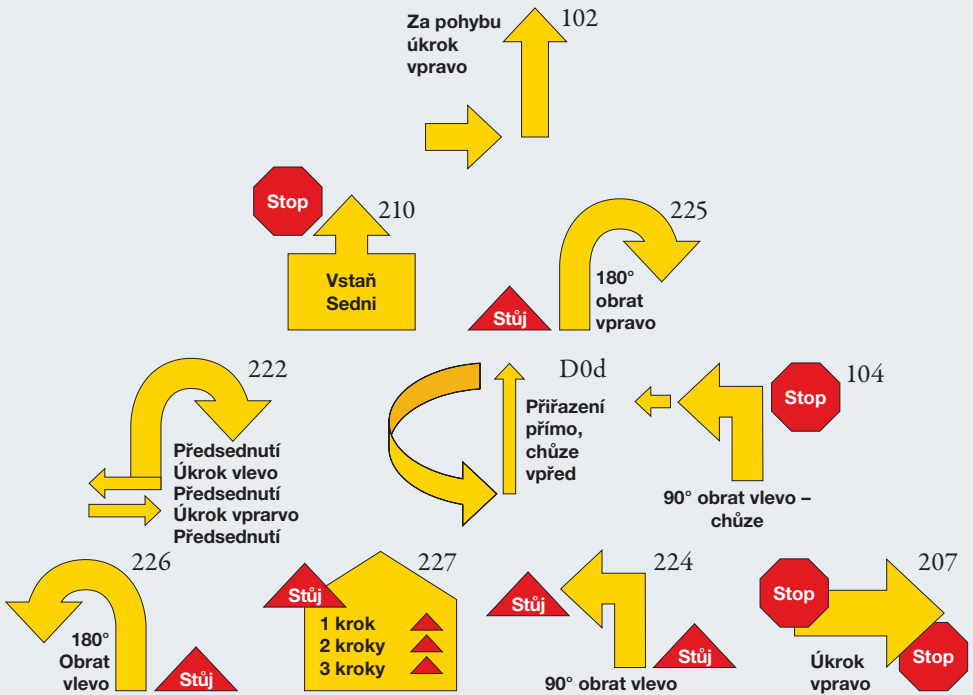 Za pohybu
úkrok
vpravo
102
Stop
210
Vstaň
Sedni
225
180°
obrat
vpravo
Stůj
222
Předsednutí
Úkrok vlevo
Předsednutí
Úkrok vprarvo
Předsednutí
D0d
Přiřazení
přímo,
chůze
vpřed
104
Stop
90° obrat vlevo –
chůze
226
180°
Obrat
vlevo
Stůj
227
Stůj
1 krok
2 kroky
3 kroky
224
Stůj
Stůj
90° obrat vlevo
207
Stop
Stop
Úkrok
vpravo